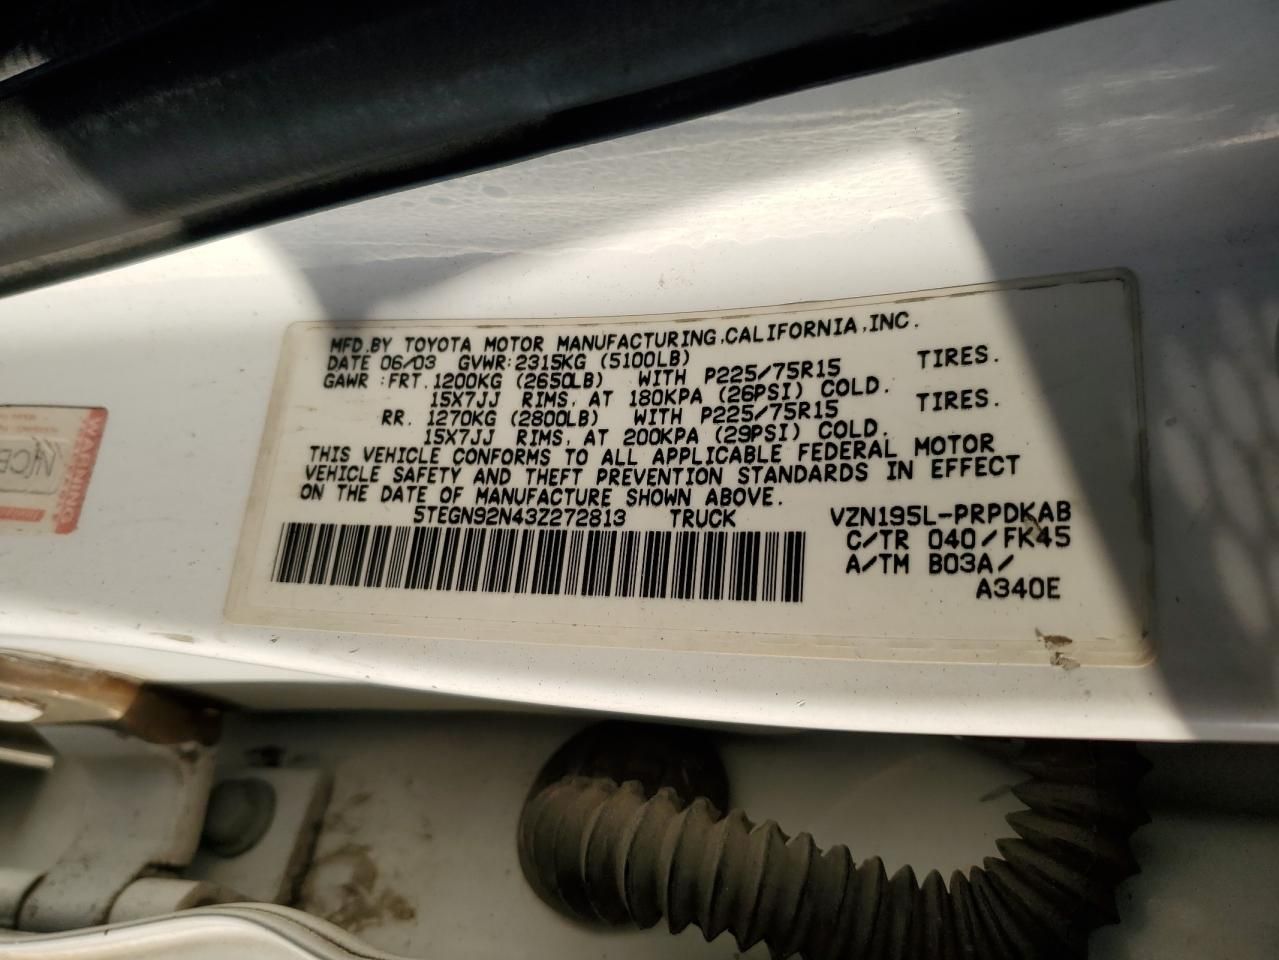 MFD.BY TOYOTA MOTOR MANUFACTURING,CALIFORNIA,INC.
DATE 06/03 GVWR:2315KG (5100LB)
GAWR:FRT.1200KG (2650LB) WITH P225/75R15 TIRES.
15X7JJ RIMS, AT 180KPA (26PSI) COLD.
RR. 1270KG (2800LB) WITH P225/75R15 TIRES.
15X7JJ RIMS, AT 200KPA (29PSI) COLD.
THIS VEHICLE CONFORMS TO ALL APPLICABLE FEDERAL MOTOR
VEHICLE SAFETY AND THEFT PREVENTION STANDARDS IN EFFECT
ON THE DATE OF MANUFACTURE SHOWN ABOVE.
5TEGN92N43Z272813 TRUCK VZN195L-PRPDKAB
C/TR 040/FK45
A/TM B03A/
A340E
WARNING